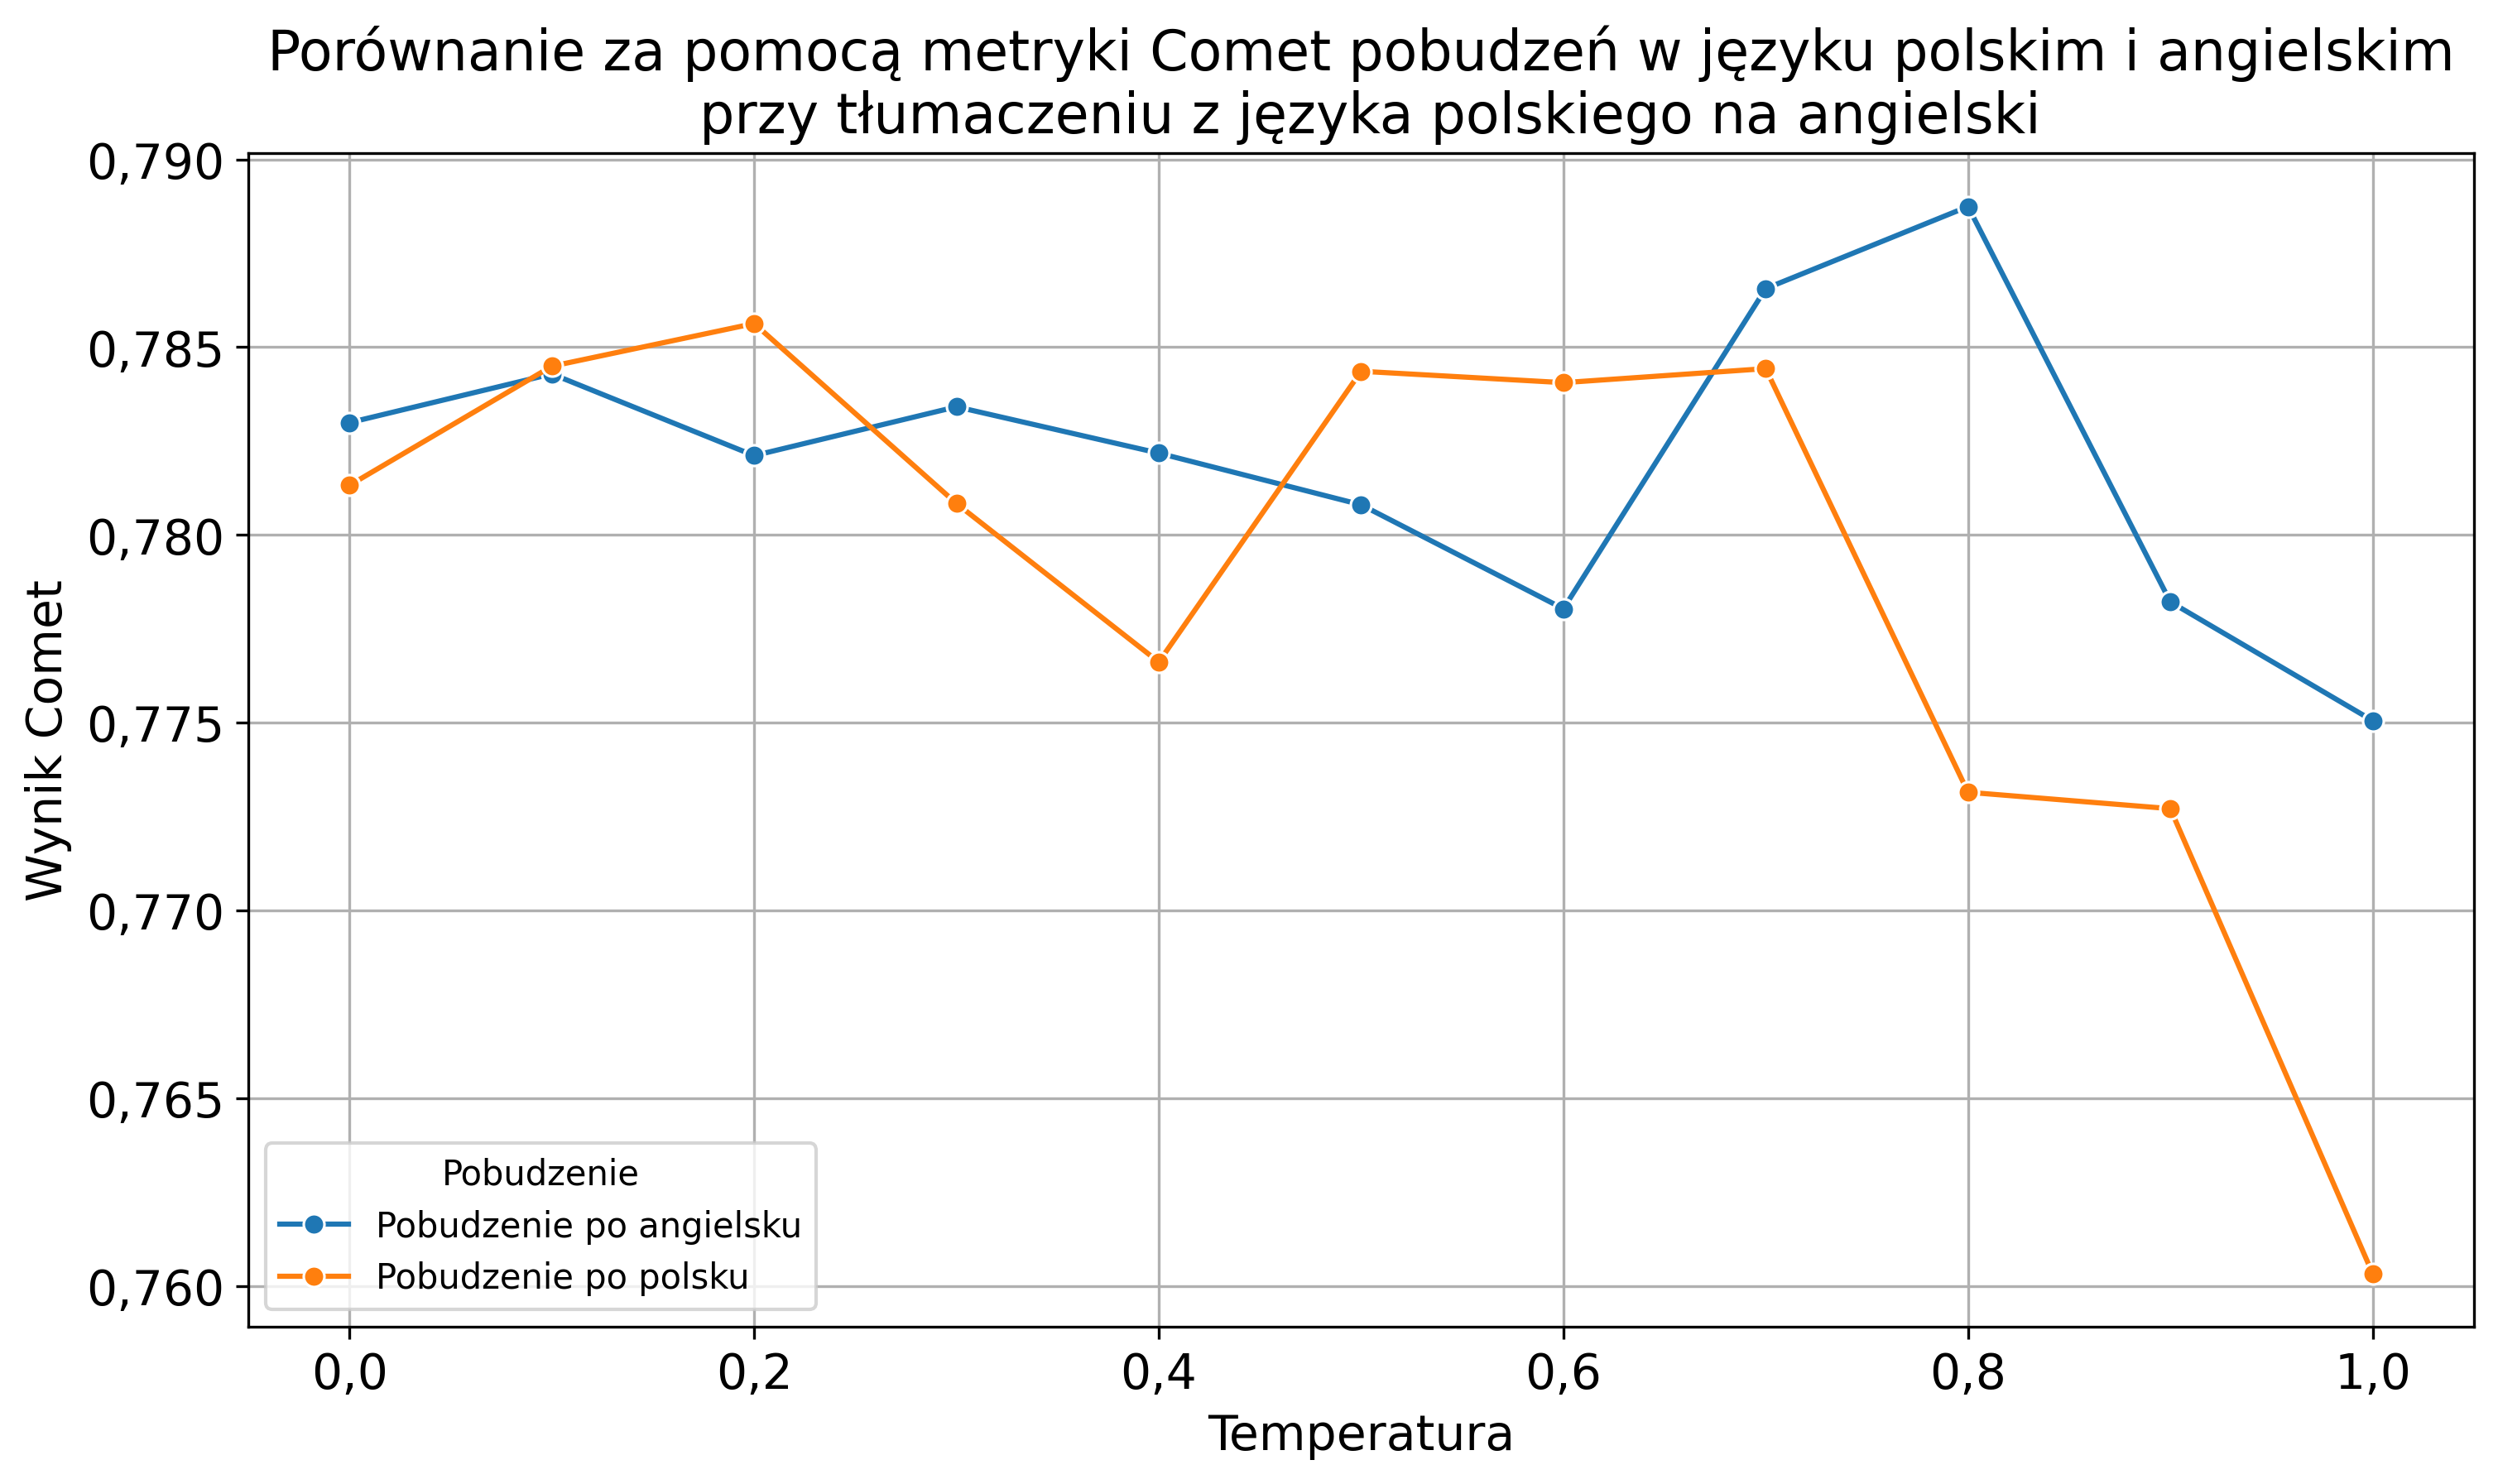 Porównanie za pomocą metryki Comet pobudzeń w języku polskim i angielskim
przy tłumaczeniu z języka polskiego na angielski
0,790
0,785
0,780
0,775
0,770
0,765
0,760
Wynik Comet
Pobudzenie
Pobudzenie po angielsku
Pobudzenie po polsku
0,0 0,2 0,4 0,6 0,8 1,0
Temperatura